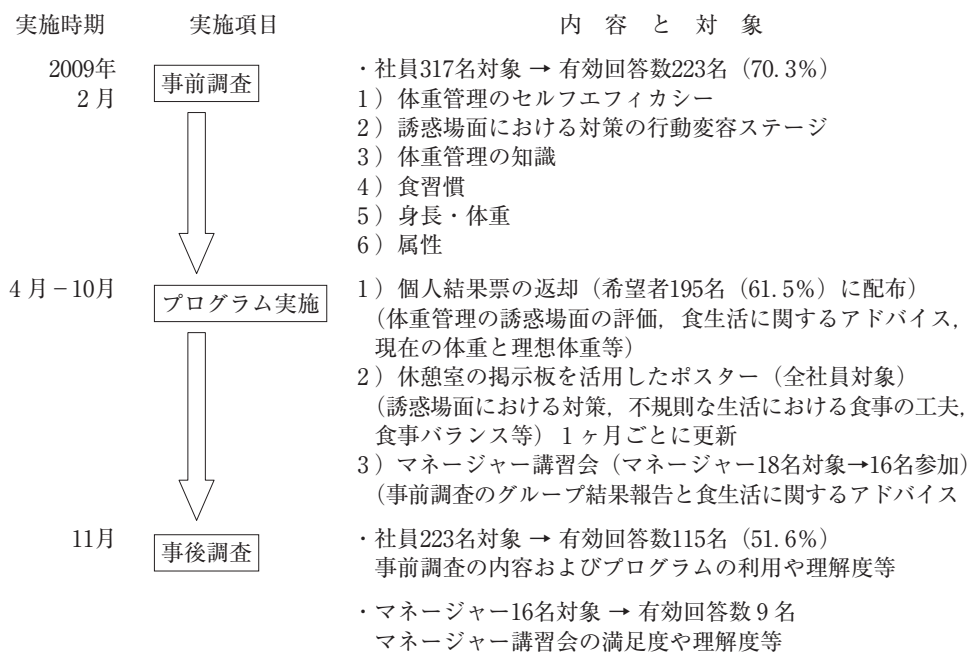 実施時期 実施項目 内 容 と 対 象
2009年
2月
事前調査
・社員317名対象 → 有効回答数223名（70.3%）
1）体重管理のセルフエフィカシー
2）誘惑場面における対策の行動変容ステージ
3）体重管理の知識
4）食習慣
5）身長・体重
6）属性
4月－10月
プログラム実施
1）個人結果票の返却（希望者195名（61.5%）に配布）
（体重管理の誘惑場面の評価，食生活に関するアドバイス，
現在の体重と理想体重等）
2）休憩室の掲示板を活用したポスター（全社員対象）
（誘惑場面における対策，不規則な生活における食事の工夫，
食事バランス等）1ヶ月ごとに更新
3）マネージャー講習会（マネージャー18名対象→16名参加）
（事前調査のグループ結果報告と食生活に関するアドバイス
11月
事後調査
・社員223名対象 → 有効回答数115名（51.6%）
事前調査の内容およびプログラムの利用や理解度等
・マネージャー16名対象 → 有効回答数9名
マネージャー講習会の満足度や理解度等